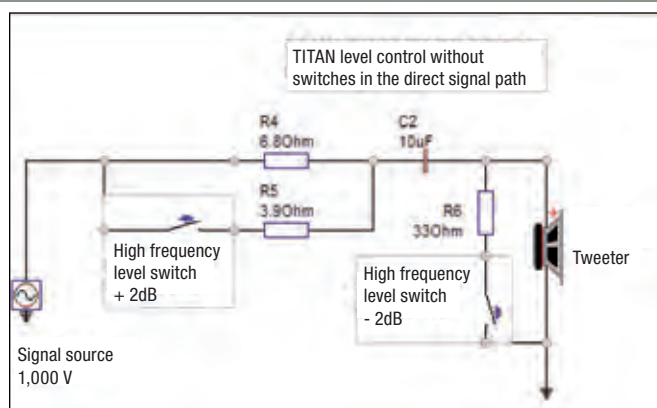 TITAN level control without
switches in the direct signal path
R4
6.8Ohm
C2
10uF
R5
3.9Ohm
R6
33Ohm
High frequency
level switch
+ 2dB
High frequency
level switch
- 2dB
Tweeter
Signal source
1,000 V